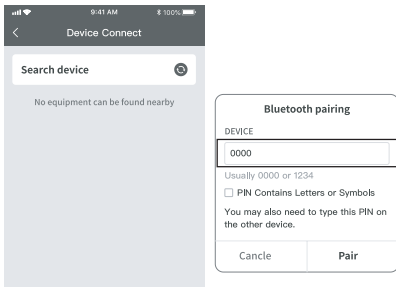 9:41 AM
100%
Device Connect
Search device
No equipment can be found nearby
Bluetooth pairing
DEVICE
0000
Usually 0000 or 1234
PIN Contains Letters or Symbols
You may also need to type this PIN on
the other device.
Cancle
Pair